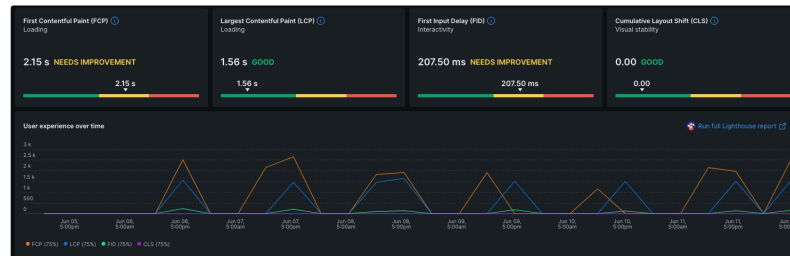 First Contentful Paint (FCP)
Loading
2.15 s NEEDS IMPROVEMENT
2.15 s
Largest Contentful Paint (LCP)
Loading
1.56 s GOOD
1.56 s
First Input Delay (FID)
Interactivity
207.50 ms NEEDS IMPROVEMENT
207.50 ms
Cumulative Layout Shift (CLS)
Visual stability
0.00 GOOD
0.00
User experience over time
Run full Lighthouse report
3 k
2.5 k
2 k
1.5 k
1 k
500
0
Jun 05, 5:00pm
Jun 06, 5:00am
Jun 06, 5:00pm
Jun 07, 5:00am
Jun 07, 5:00pm
Jun 08, 5:00am
Jun 08, 5:00pm
Jun 09, 5:00am
Jun 09, 5:00pm
Jun 10, 5:00am
Jun 10, 5:00pm
Jun 11, 5:00am
Jun 11, 5:00pm
Jun
FCP (75%) LCP (75%) FID (75%) CLS (75%)